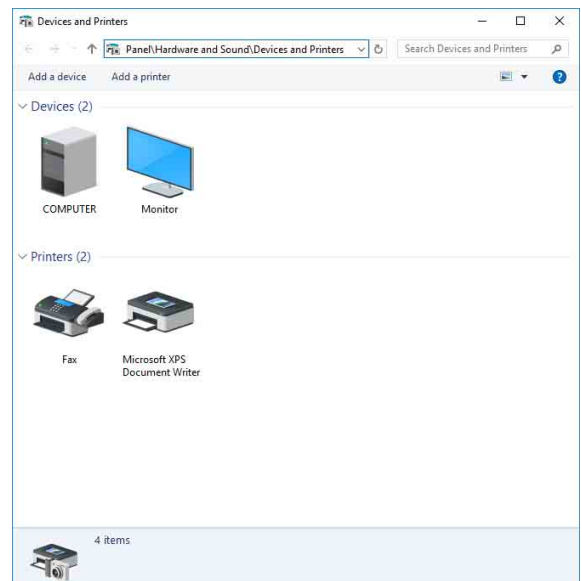 Devices and Printers
Panel\Hardware and Sound\Devices and Printers
Search Devices and Printers
Add a device
Add a printer
Devices (2)
COMPUTER
Monitor
Printers (2)
Fax
Microsoft XPS
Document Writer
4 items